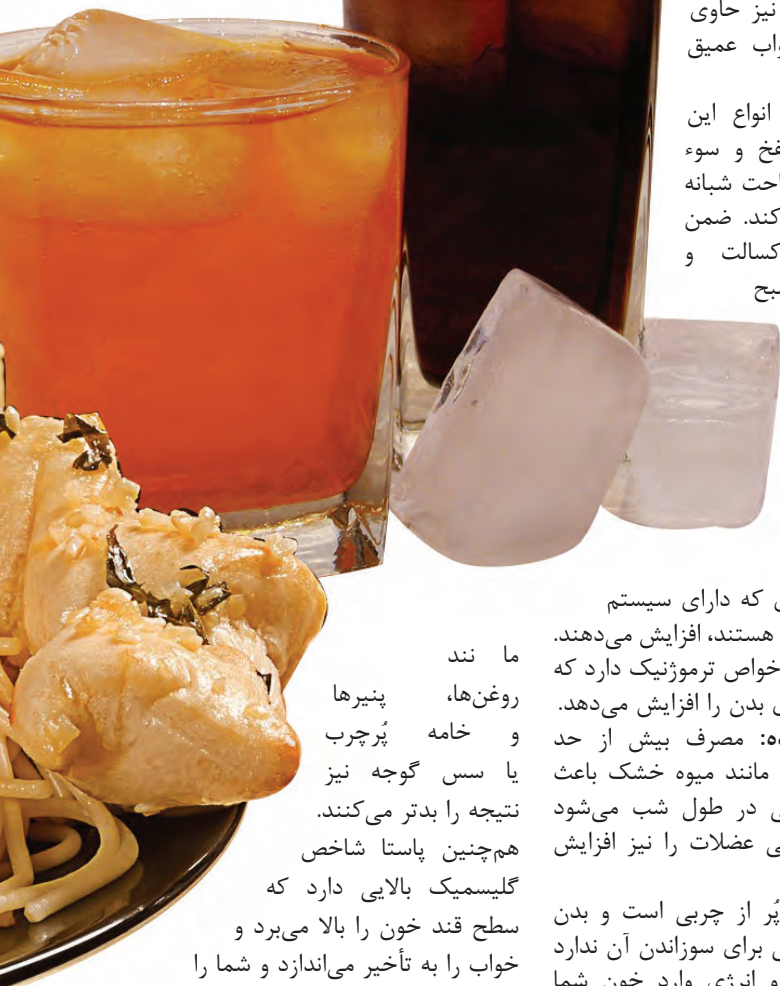 نیز حاوی
عمیق
انواع این
و سوء
شبانه
کند. ضمن
کسالت و
که دارای سیستم
هستند، افزایش می‌دهند.
خواص ترموژنیک دارد که
بدن را افزایش می‌دهد.
مصرف بیش از حد
مانند میوه خشک باعث
در طول شب می‌شود
عضلات را نیز افزایش
پُر از چربی است و بدن
برای سوزاندن آن ندارد
و انرژی وارد خون شما
ما نند
روغن‌ها، پنیرها
و خامه پُرچرب
یا سس گوجه نیز
نتیجه را بدتر می‌کنند.
هم‌چنین پاستا شاخص
گلیسمیک بالایی دارد که
سطح قند خون را بالا می‌برد و
خواب را به تأخیر می‌اندازد و شما را